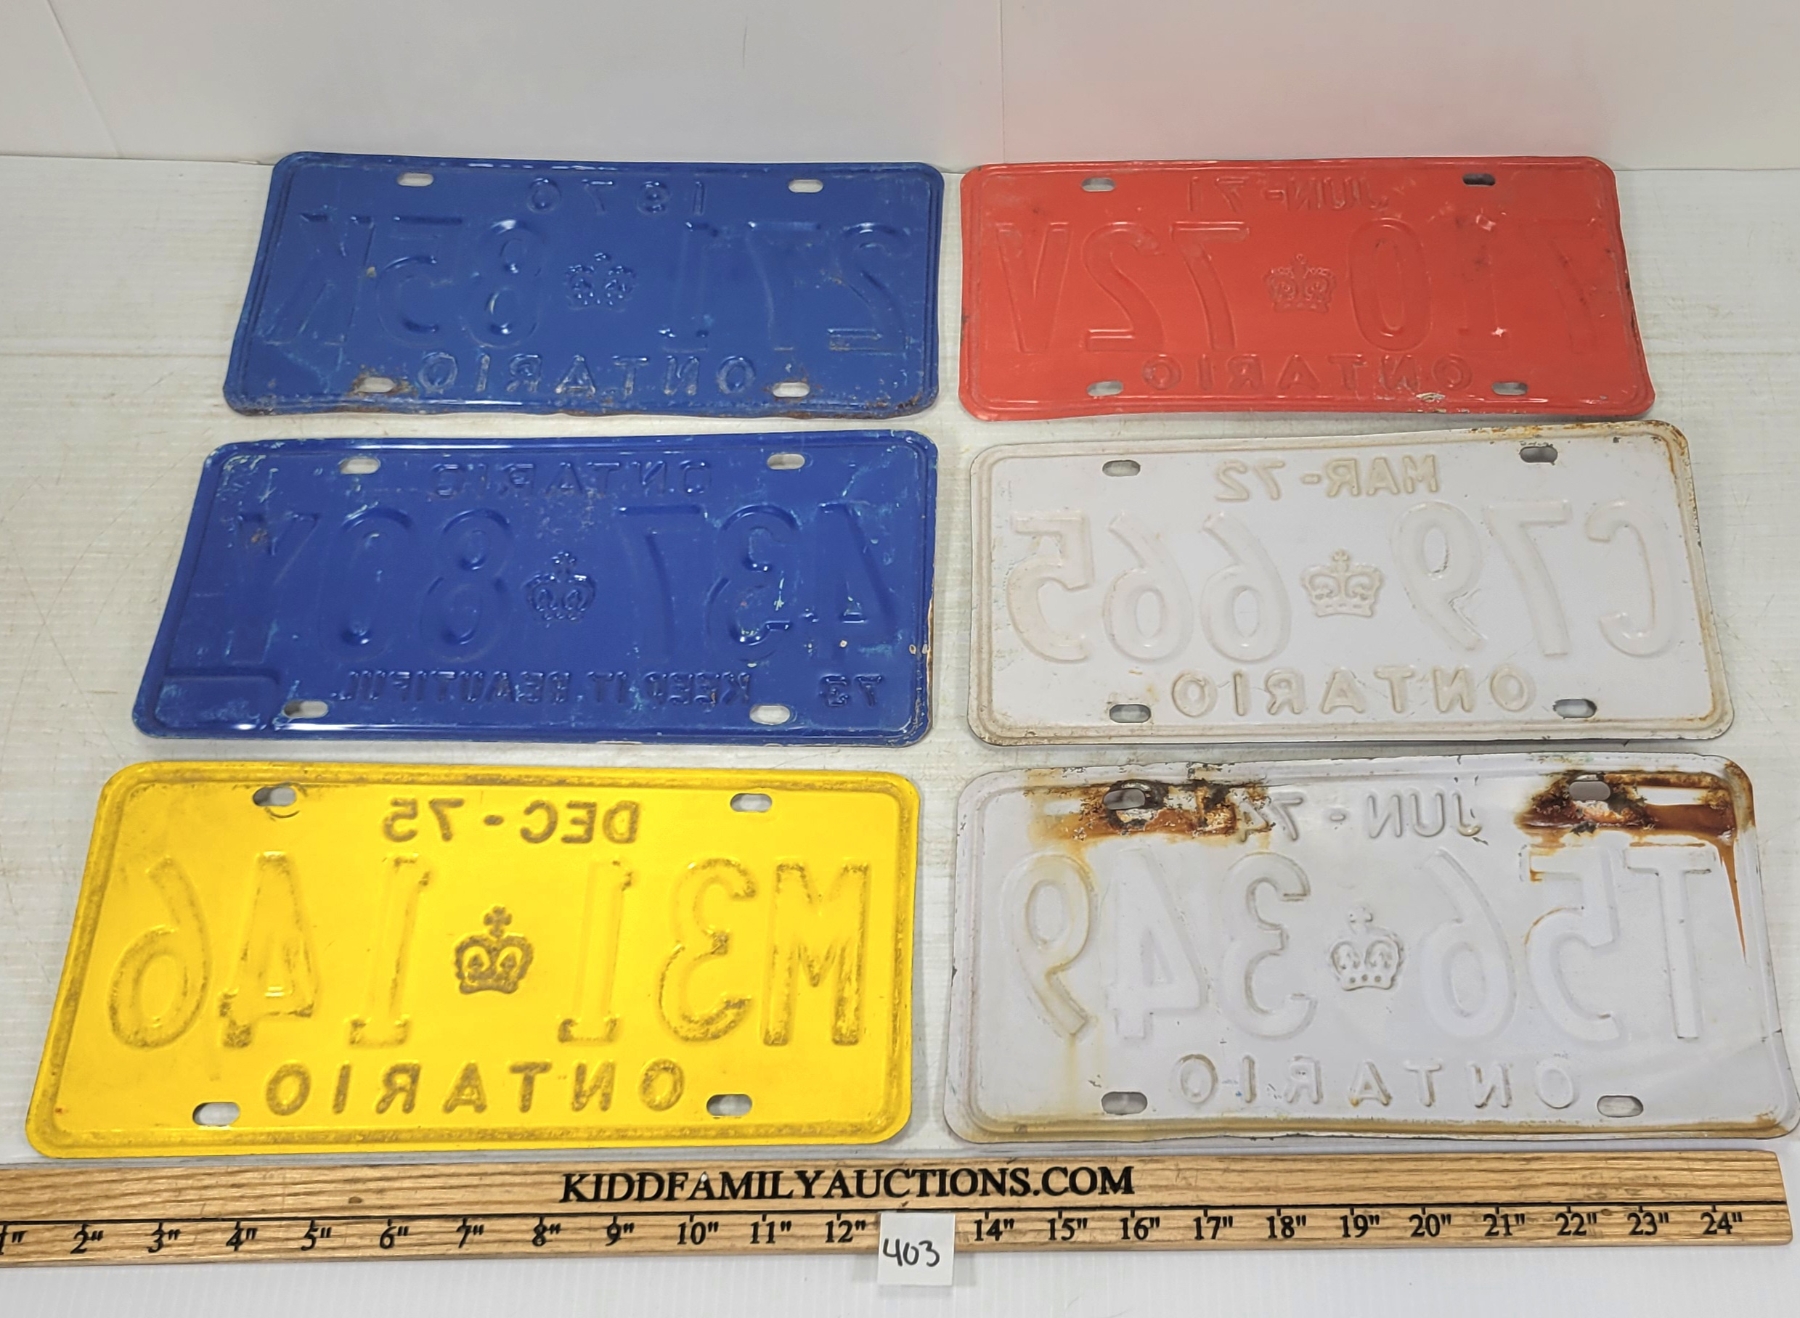 1970
271 85K
ONTARIO
JUN-71
710 72V
ONTARIO
ONTARIO
437 80Y
73 KEEP IT BEAUTIFUL
MAR-72
C79 665
ONTARIO
DEC-75
M31 146
ONTARIO
JUN-74
T56 349
ONTARIO
KIDDFAMILYAUCTIONS.COM
1" 2" 3" 4" 5" 6" 7" 8" 9" 10" 11" 12" 14" 15" 16" 17" 18" 19" 20" 21" 22" 23" 24"
403